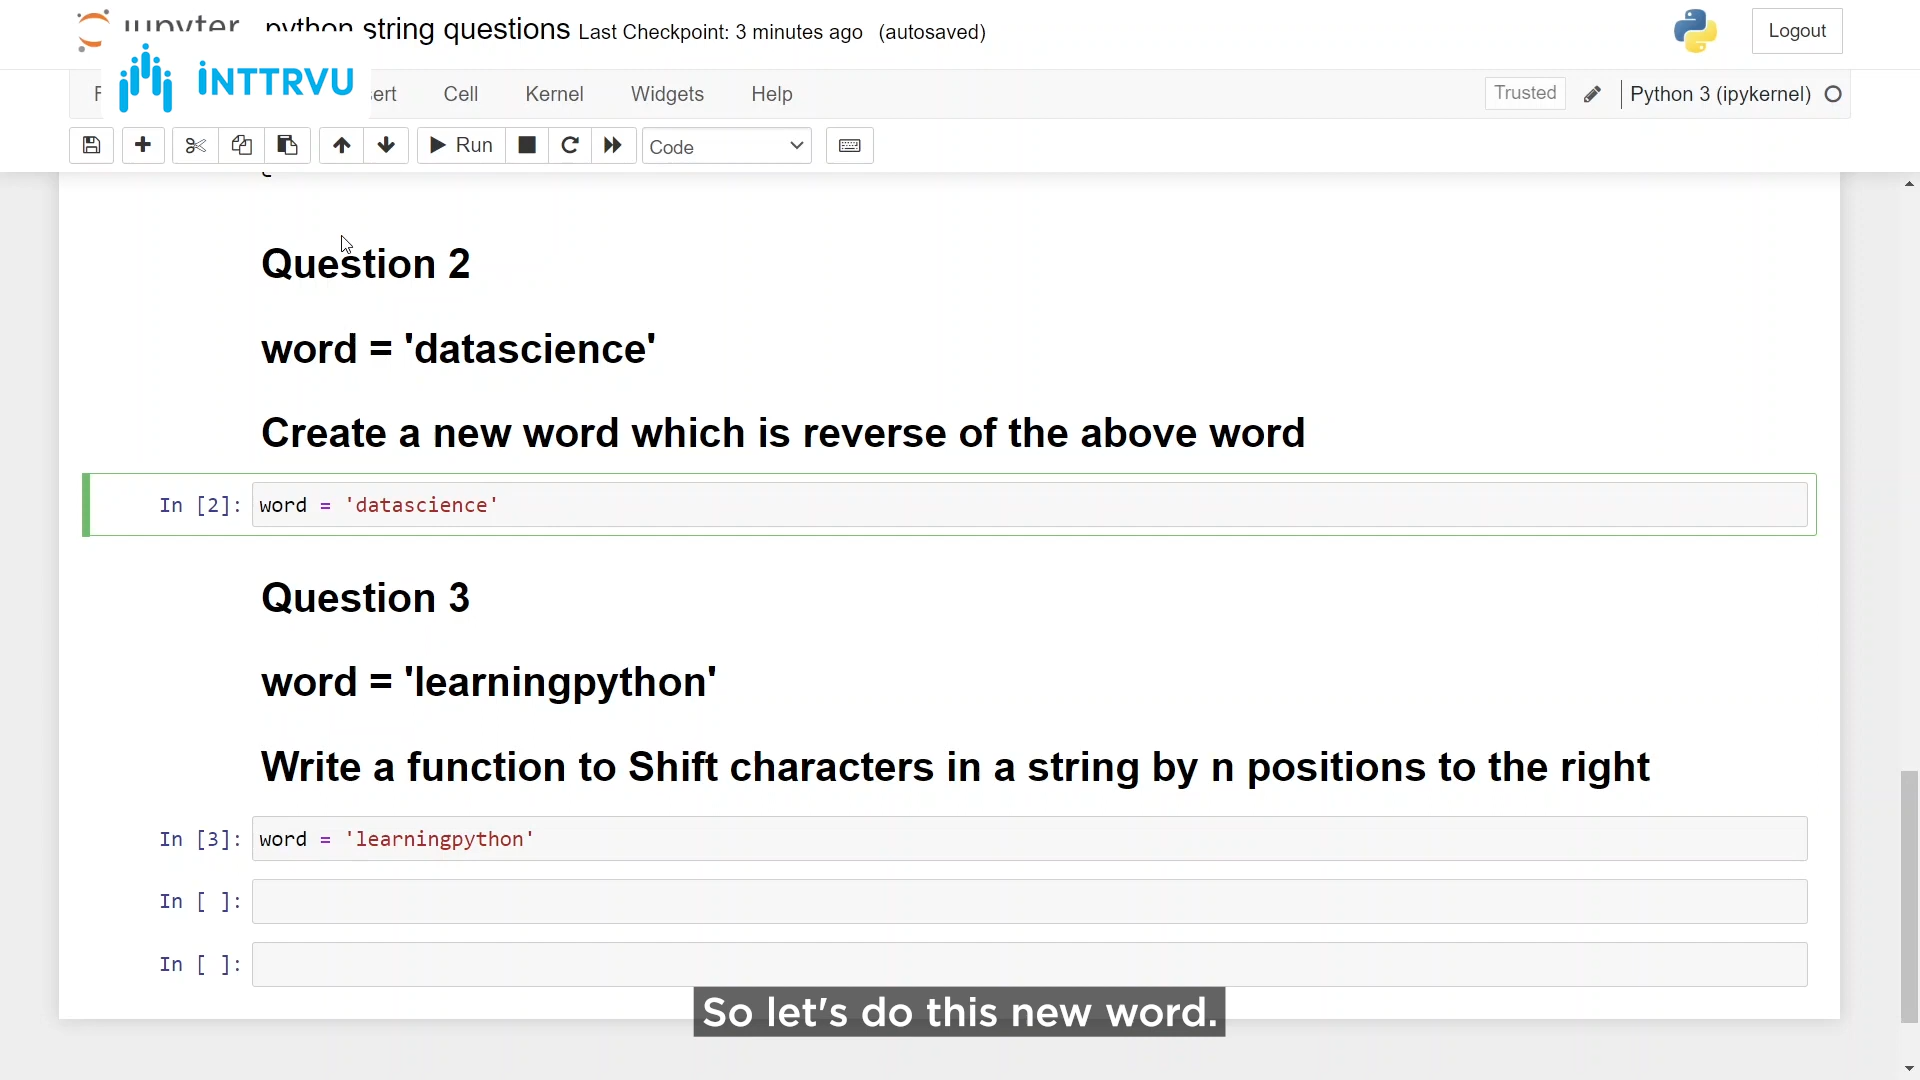 python string questions Last Checkpoint: 3 minutes ago (autosaved)
Logout
INTTRVU
Cell Kernel Widgets Help
Trusted
Python 3 (ipykernel)
Run
Code
Question 2
word = 'datascience'
Create a new word which is reverse of the above word
In [2]: word = 'datascience'
Question 3
word = 'learningpython'
Write a function to Shift characters in a string by n positions to the right
In [3]: word = 'learningpython'
In [ ]:
In [ ]:
So let's do this new word.